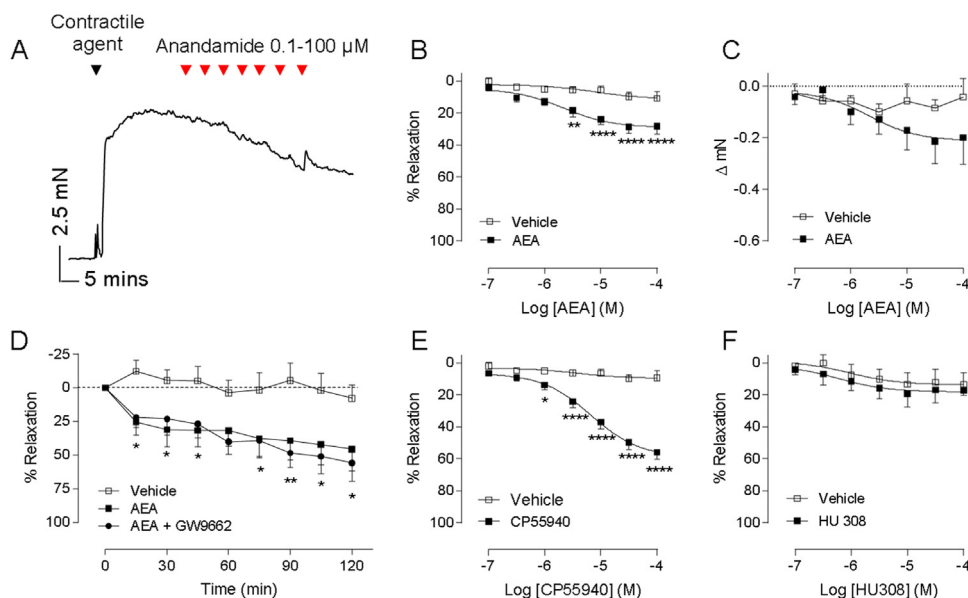 A
Contractile
agent
Anandamide 0.1-100 µM
2.5 mN
5 mins
B
% Relaxation
0
20
40
60
80
100
** **** **** ****
Vehicle
AEA
-7 -6 -5 -4
Log [AEA] (M)
C
Δ mN
0.0
-0.2
-0.4
-0.6
Vehicle
AEA
-7 -6 -5 -4
Log [AEA] (M)
D
% Relaxation
-25
0
25
50
75
100
* * * * ** * *
Vehicle
AEA
AEA + GW9662
0 30 60 90 120
Time (min)
E
% Relaxation
0
20
40
60
80
100
* **** **** **** ****
Vehicle
CP55940
-7 -6 -5 -4
Log [CP55940] (M)
F
% Relaxation
0
20
40
60
80
100
Vehicle
HU 308
-7 -6 -5 -4
Log [HU308] (M)